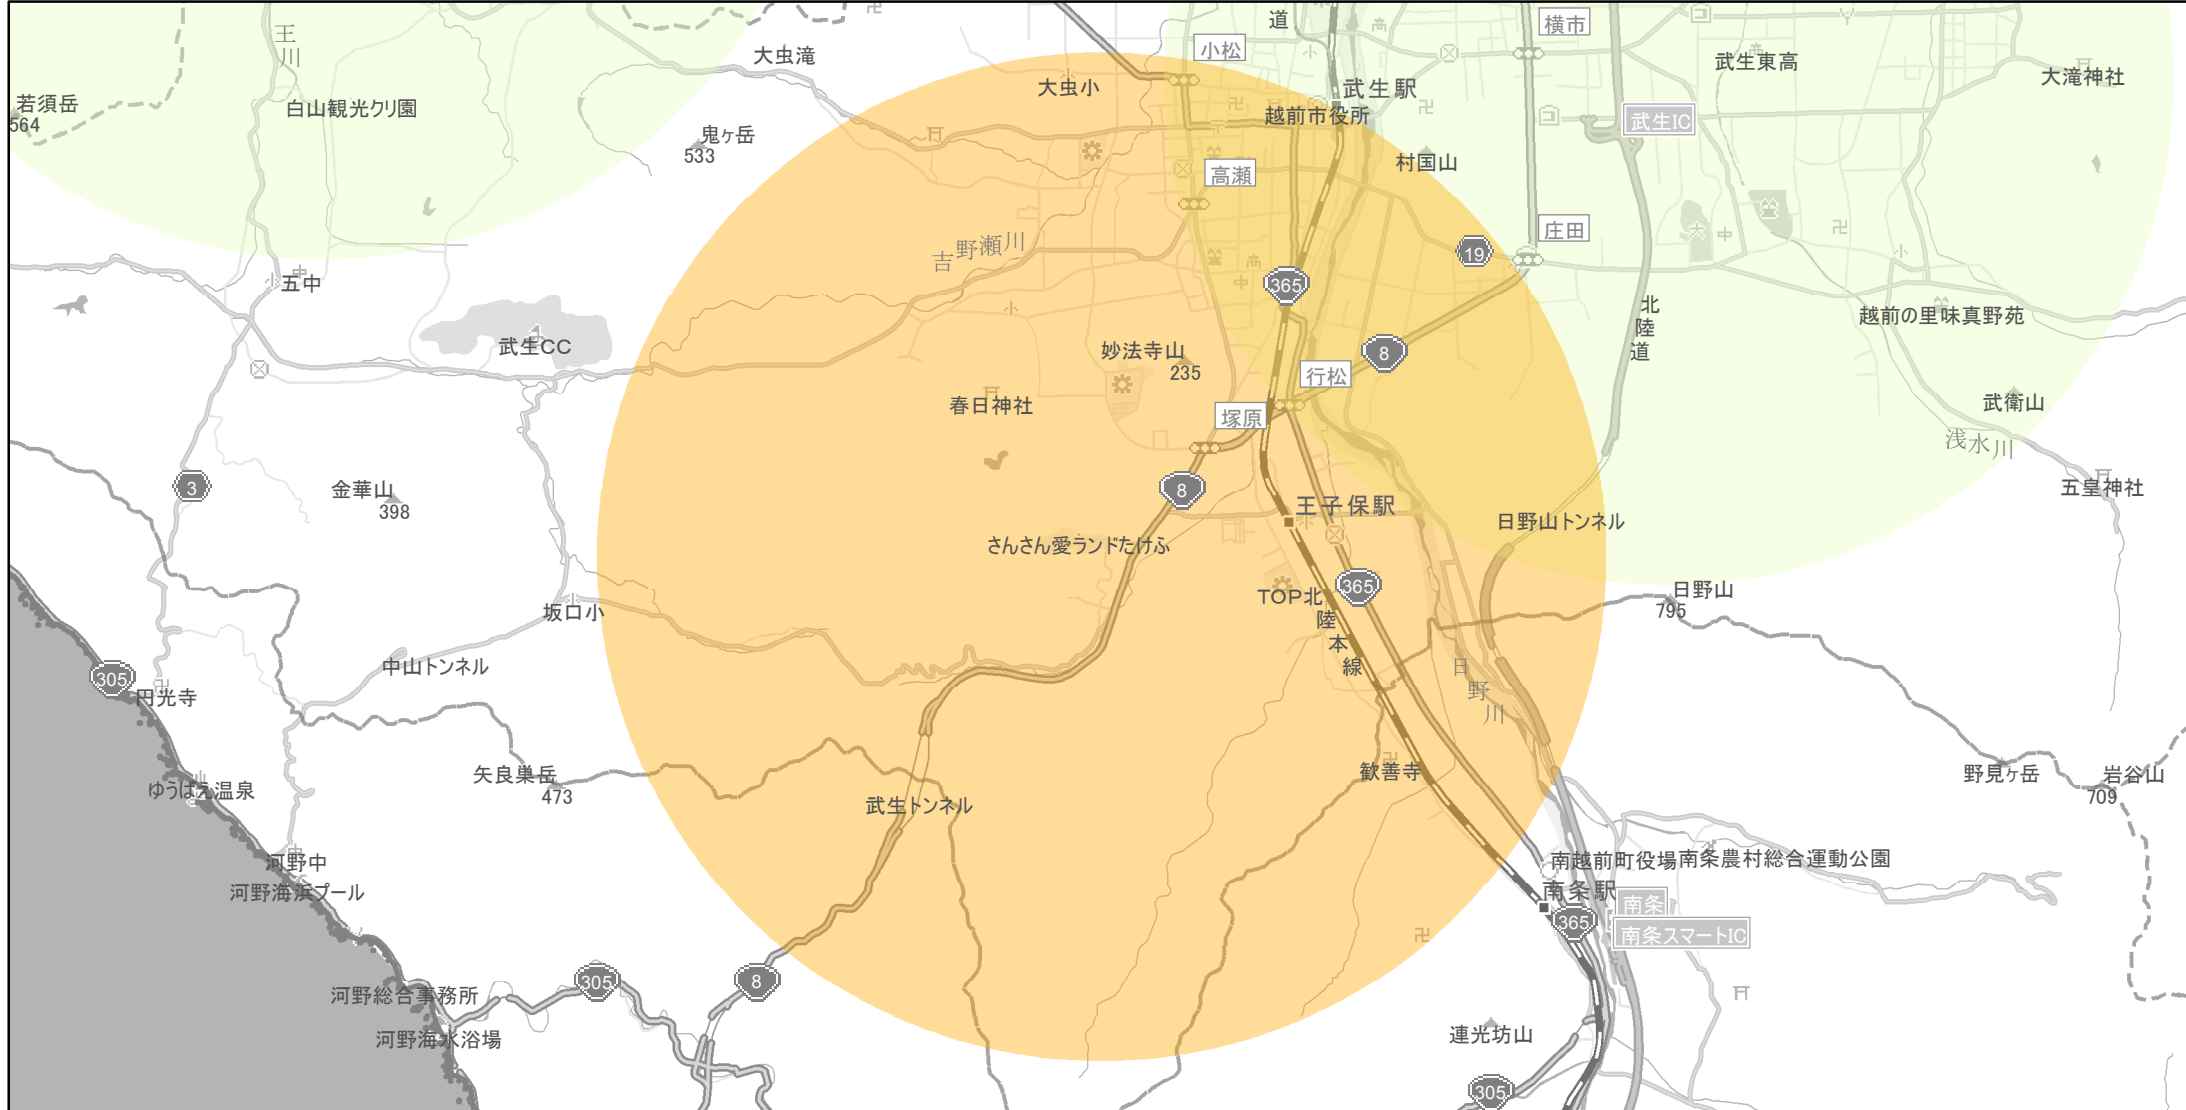 王川
道
小松
横市
大虫滝
武生東高
大滝神社
若須岳
564
白山観光クリ園
大虫小
武生駅
越前市役所
武生IC
鬼ヶ岳
533
村国山
高瀬
庄田
吉野瀬川
19
五中
365
北陸道
越前の里味真野苑
武生CC
妙法寺山
235
8
行松
春日神社
塚原
武衛山
浅水川
3
金華山
398
8
王子保駅
日野山トンネル
五皇神社
さんさん愛ランドたけふ
365
TOP北陸本線
日野山
795
坂口小
中山トンネル
305
円光寺
日野川
矢良巣岳
473
歓善寺
野見ヶ岳
岩谷山
709
ゆうばえ温泉
武生トンネル
河野中
南越前町役場
南条農村総合運動公園
河野海浜プール
南条駅
南条
365
南条スマートIC
305
8
河野総合事務所
河野海水浴場
連光坊山
305